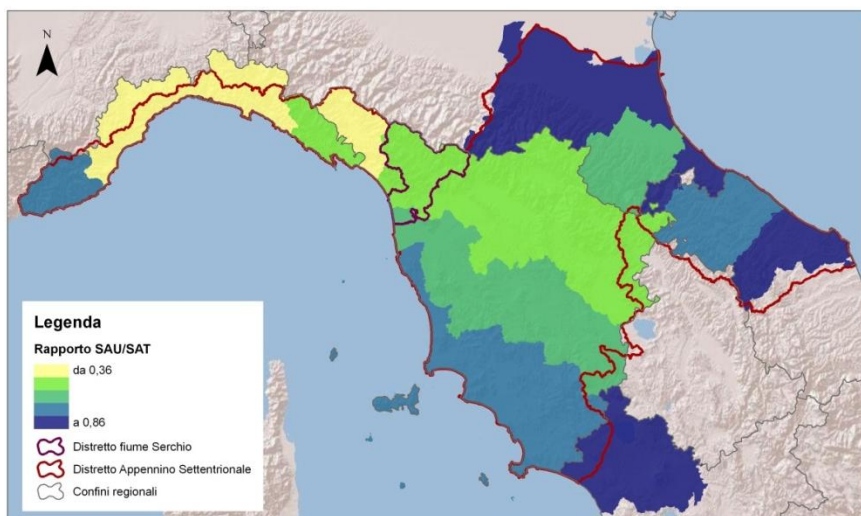 N
Legenda
Rapporto SAU/SAT
da 0,36
a 0,86
Distretto fiume Serchio
Distretto Appennino Settentrionale
Confini regionali